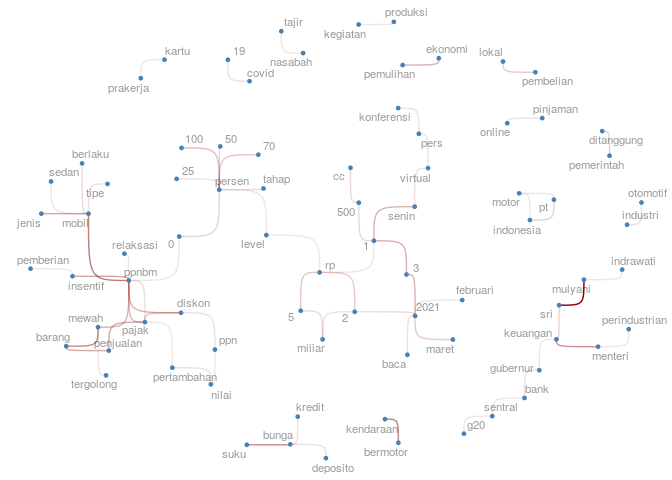 produksi
tajir
kegiatan
kartu
19
ekonomi
lokal
nasabah
covid
pemulihan
pembelian
prakerja
pinjaman
konferensi
online
100
50
ditanggung
pers
70
berlaku
pemerintah
sedan
25
persen
tahap
cc
virtual
tipe
otomotif
motor
pt
jenis
mobil
500
senin
industri
indonesia
relaksasi
0
level
1
pemberian
ppnbm
rp
3
indrawati
insentif
mulyani
februari
diskon
2021
sri
mewah
pajak
5
2
perindustrian
barang
penjualan
ppn
miliar
keuangan
maret
menteri
baca
gubernur
tergolong
pertambahan
nilai
bank
kredit
sentral
kendaraan
g20
bunga
suku
bermotor
deposito